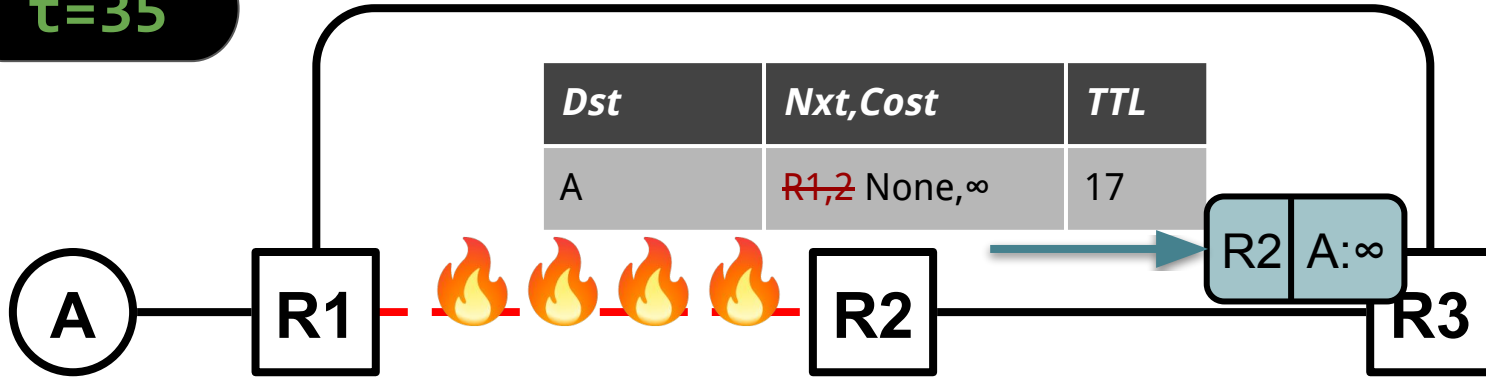 t=35
Dst Nxt,Cost TTL
A R1,2 None,∞ 17
R2 A:∞
A R1 R2 R3